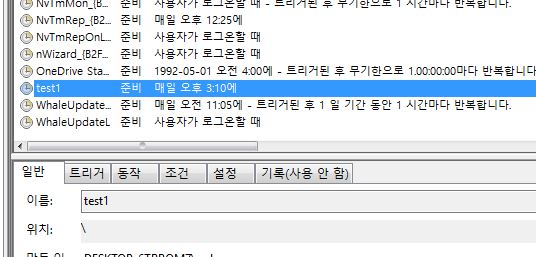 NvTmMon_{B... 준비 사용자가 로그온할 때 - 트리거된 후 무기한으로 1 시간마다 반복합니다.
NvTmRep_{B... 준비 매일 오후 12:25에
NvTmRepOnL... 준비 사용자가 로그온할 때
nWizard_{B2F... 준비 사용자가 로그온할 때
OneDrive Sta... 준비 1992-05-01 오전 4:00에 - 트리거된 후 무기한으로 1.00:00:00마다 반복합니다
test1 준비 매일 오후 3:10에
WhaleUpdate... 준비 매일 오전 11:05에 - 트리거된 후 1 일 기간 동안 1 시간마다 반복합니다.
WhaleUpdateL 준비 사용자가 로그온할 때
일반 트리거 동작 조건 설정 기록(사용 안 함)
이름: test1
위치: \